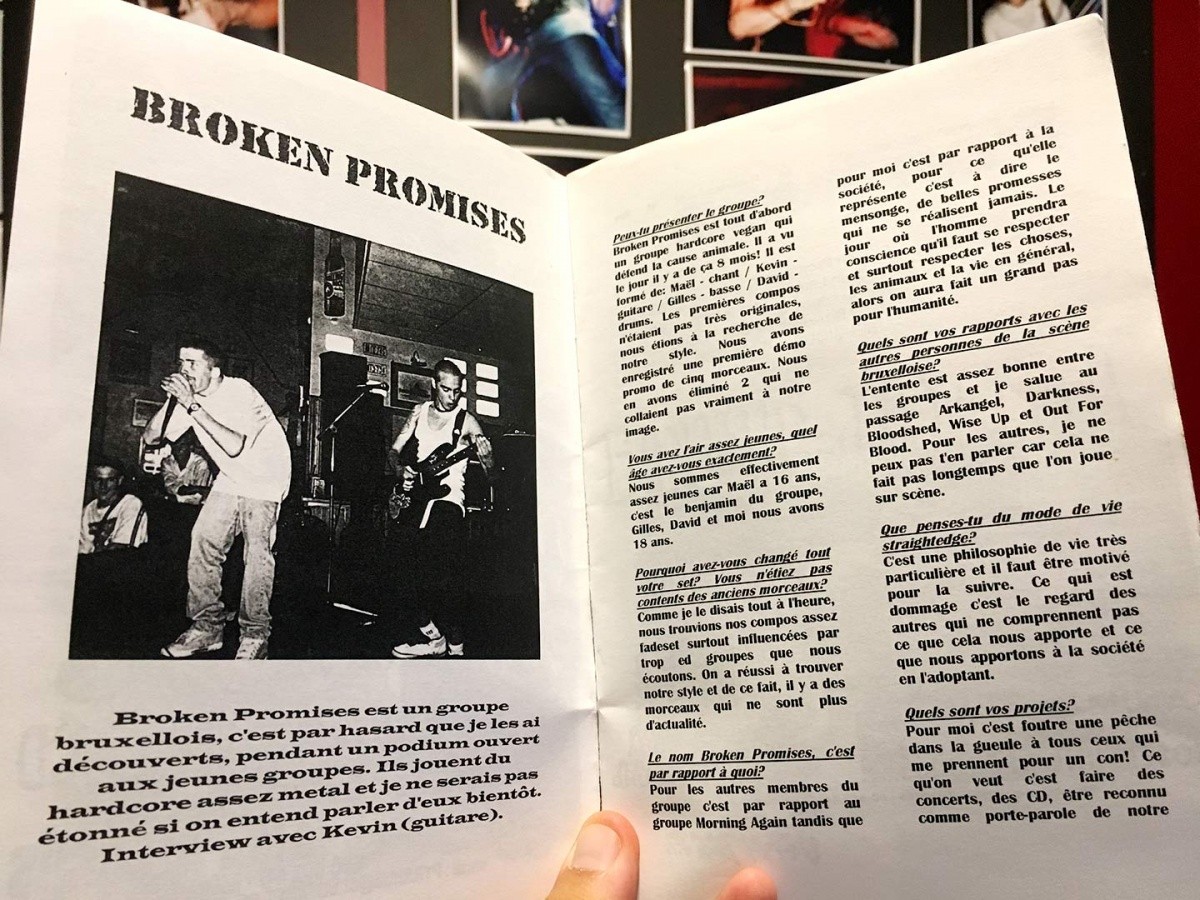 BROKEN PROMISES
Broken Promises est un groupe
bruxellois, c'est par hasard que je les ai
découverts, pendant un podium ouvert
aux jeunes groupes. Ils jouent du
hardcore assez metal et je ne serais pas
étonné si on entend parler d'eux bientôt.
Interview avec Kevin (guitare).
Peux-tu présenter le groupe?
Broken Promises est tout d'abord
un groupe hardcore vegan qui
défend la cause animale. Il a vu
le jour il y a de ça 8 mois! Il est
formé de: Maël - chant / Kevin -
guitare / Gilles - basse / David -
drums. Les premières compos
n'étaient pas très originales,
nous étions à la recherche de
notre style. Nous avons
enregistré une première démo
promo de cinq morceaux. Nous
en avons éliminé 2 qui ne
collaient pas vraiment à notre
image.
Vous avez l'air assez jeunes, quel
âge avez-vous exactement?
Nous sommes effectivement
assez jeunes car Maël a 16 ans,
c'est le benjamin du groupe,
Gilles, David et moi nous avons
18 ans.
Pourquoi avez-vous changé tout
votre set? Vous n'étiez pas
contents des anciens morceaux?
Comme je le disais tout à l'heure,
nous trouvions nos compos assez
fadeset surtout influencées par
trop ed groupes que nous
écoutons. On a réussi à trouver
notre style et de ce fait, il y a des
morceaux qui ne sont plus
d'actualité.
Le nom Broken Promises, c'est
par rapport à quoi?
Pour les autres membres du
groupe c'est par rapport au
groupe Morning Again tandis que
pour moi c'est par rapport à la
société, pour ce qu'elle
représente c'est à dire le
mensonge, de belles promesses
qui ne se réalisent jamais. Le
jour où l'homme prendra
conscience qu'il faut se respecter
et surtout respecter les choses,
les animaux et la vie en général,
alors on aura fait un grand pas
pour l'humanité.
Quels sont vos rapports avec les
autres personnes de la scène
bruxelloise?
L'entente est assez bonne entre
les groupes et je salue au
passage Arkangel, Darkness,
Bloodshed, Wise Up et Out For
Blood. Pour les autres, je ne
peux pas t'en parler car cela ne
fait pas longtemps que l'on joue
sur scène.
Que penses-tu du mode de vie
straightedge?
C'est une philosophie de vie très
particulière et il faut être motivé
pour la suivre. Ce qui est
dommage c'est le regard des
autres qui ne comprennent pas
ce que cela nous apporte et ce
que nous apportons à la société
en l'adoptant.
Quels sont vos projets?
Pour moi c'est foutre une pêche
dans la gueule à tous ceux qui
me prennent pour un con! Ce
qu'on veut c'est faire des
concerts, des CD, être reconnu
comme porte-parole de notre